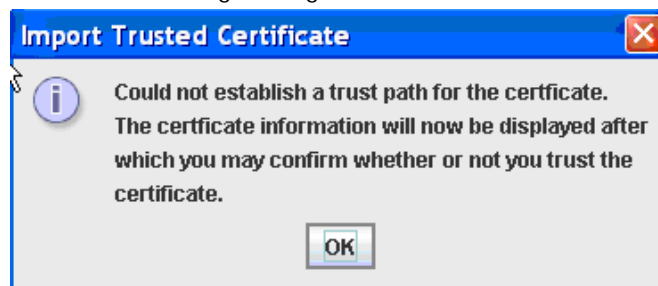 Import Trusted Certificate
Could not establish a trust path for the certficate.
The certficate information will now be displayed after
which you may confirm whether or not you trust the
certificate.
OK